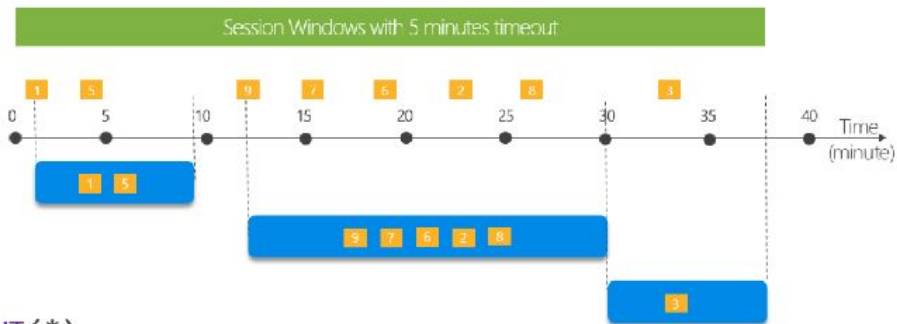 Session Windows with 5 minutes timeout
1 5 9 7 6 2 8 3
0 5 10 15 20 25 30 35 40 Time
(minute)
1 5
9 7 6 2 8
3
(*)